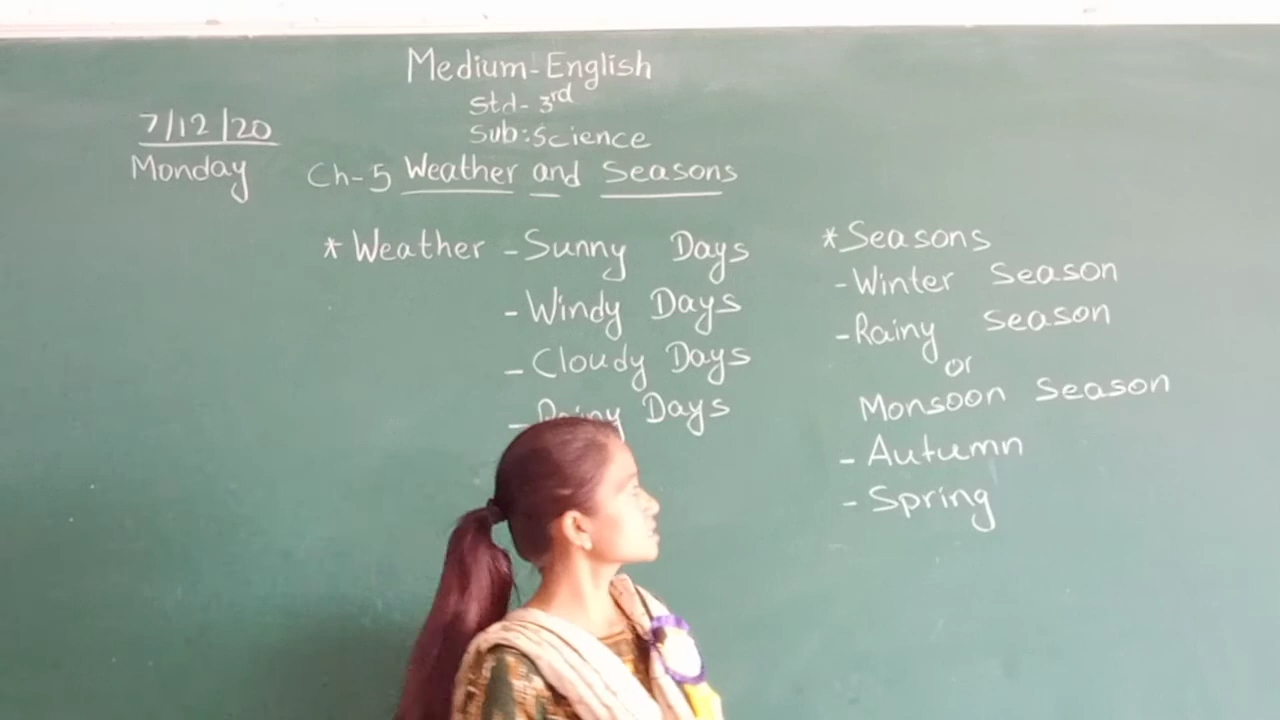 Medium-English
Std- 3rd
Sub:Science
7/12/20
Monday
Ch-5 Weather and Seasons
*Weather - Sunny Days
- Windy Days
- Cloudy Days
- Rainy Days
*Seasons
-Winter Season
-Rainy Season
or
Monsoon Season
- Autumn
- Spring